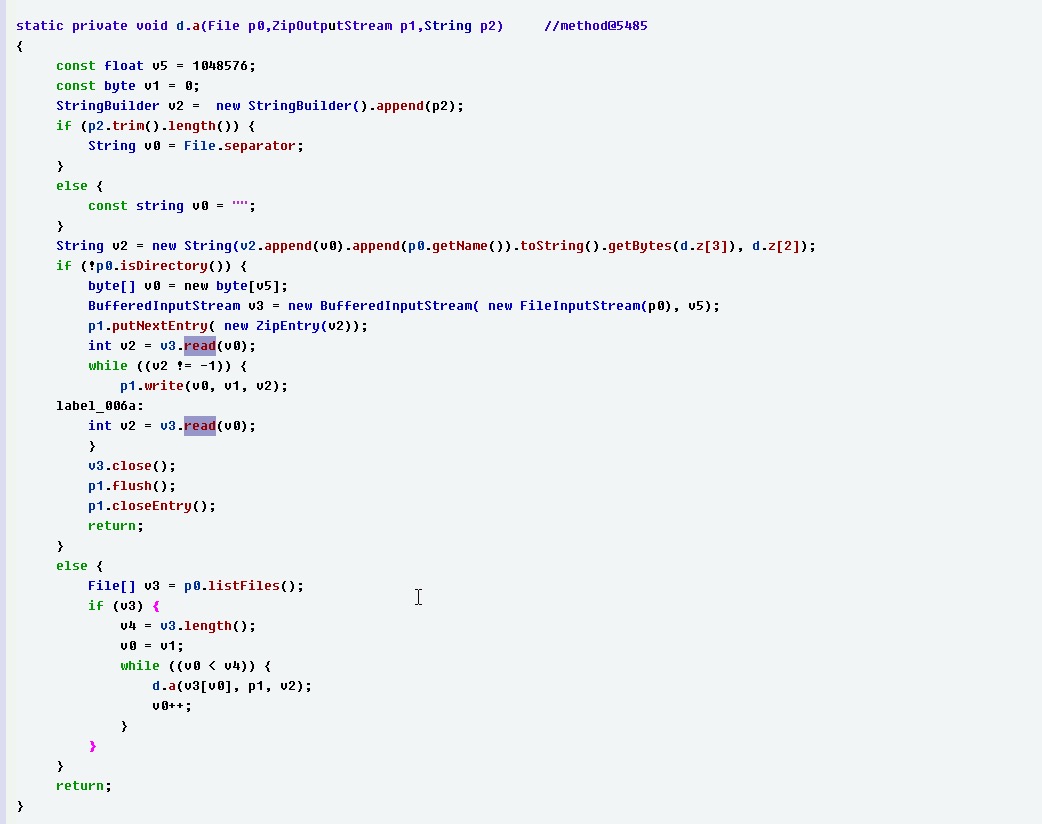 static private void d.a(File p0,ZipOutputStream p1,String p2)     //method@5485
{
     const float v5 = 1048576;
     const byte v1 = 0;
     StringBuilder v2 =  new StringBuilder().append(p2);
     if (p2.trim().length()) {
         String v0 = File.separator;
     }
     else {
         const string v0 = "";
     }
     String v2 = new String(v2.append(v0).append(p0.getName()).toString().getBytes(d.z[3]), d.z[2]);
     if (!p0.isDirectory()) {
         byte[] v0 = new byte[v5];
         BufferedInputStream v3 = new BufferedInputStream( new FileInputStream(p0), v5);
         p1.putNextEntry( new ZipEntry(v2));
         int v2 = v3.read(v0);
         while ((v2 != -1)) {
             p1.write(v0, v1, v2);
     label_006a:
         int v2 = v3.read(v0);
         }
         v3.close();
         p1.flush();
         p1.closeEntry();
         return;
     }
     else {
         File[] v3 = p0.listFiles();
         if (v3) {
             v4 = v3.length();
             v0 = v1;
             while ((v0 < v4)) {
                 d.a(v3[v0], p1, v2);
                 v0++;
             }
         }
     }
     return;
}